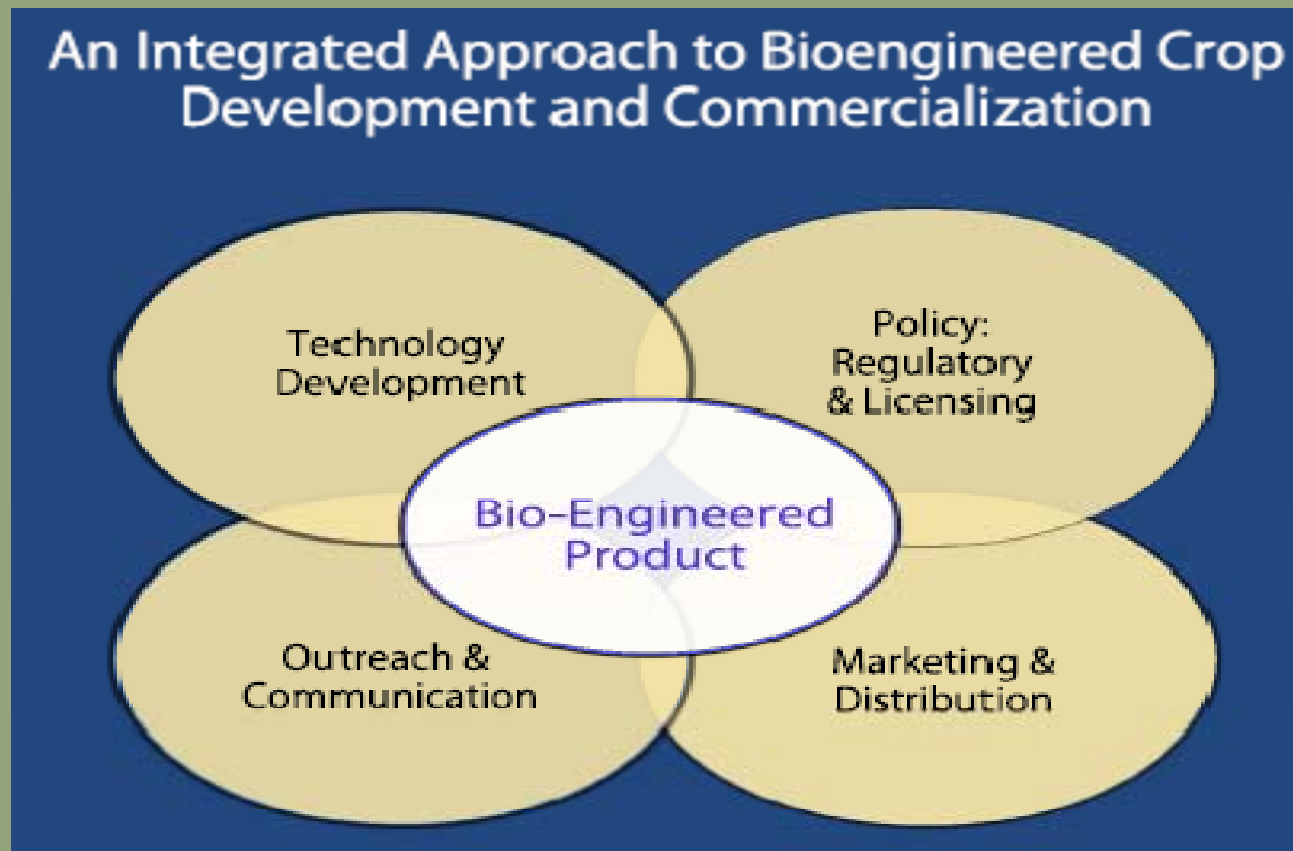 An Integrated Approach to Bioengineered Crop
Development and Commercialization
Technology
Development
Policy:
Regulatory
& Licensing
Bio-Engineered
Product
Outreach &
Communication
Marketing &
Distribution